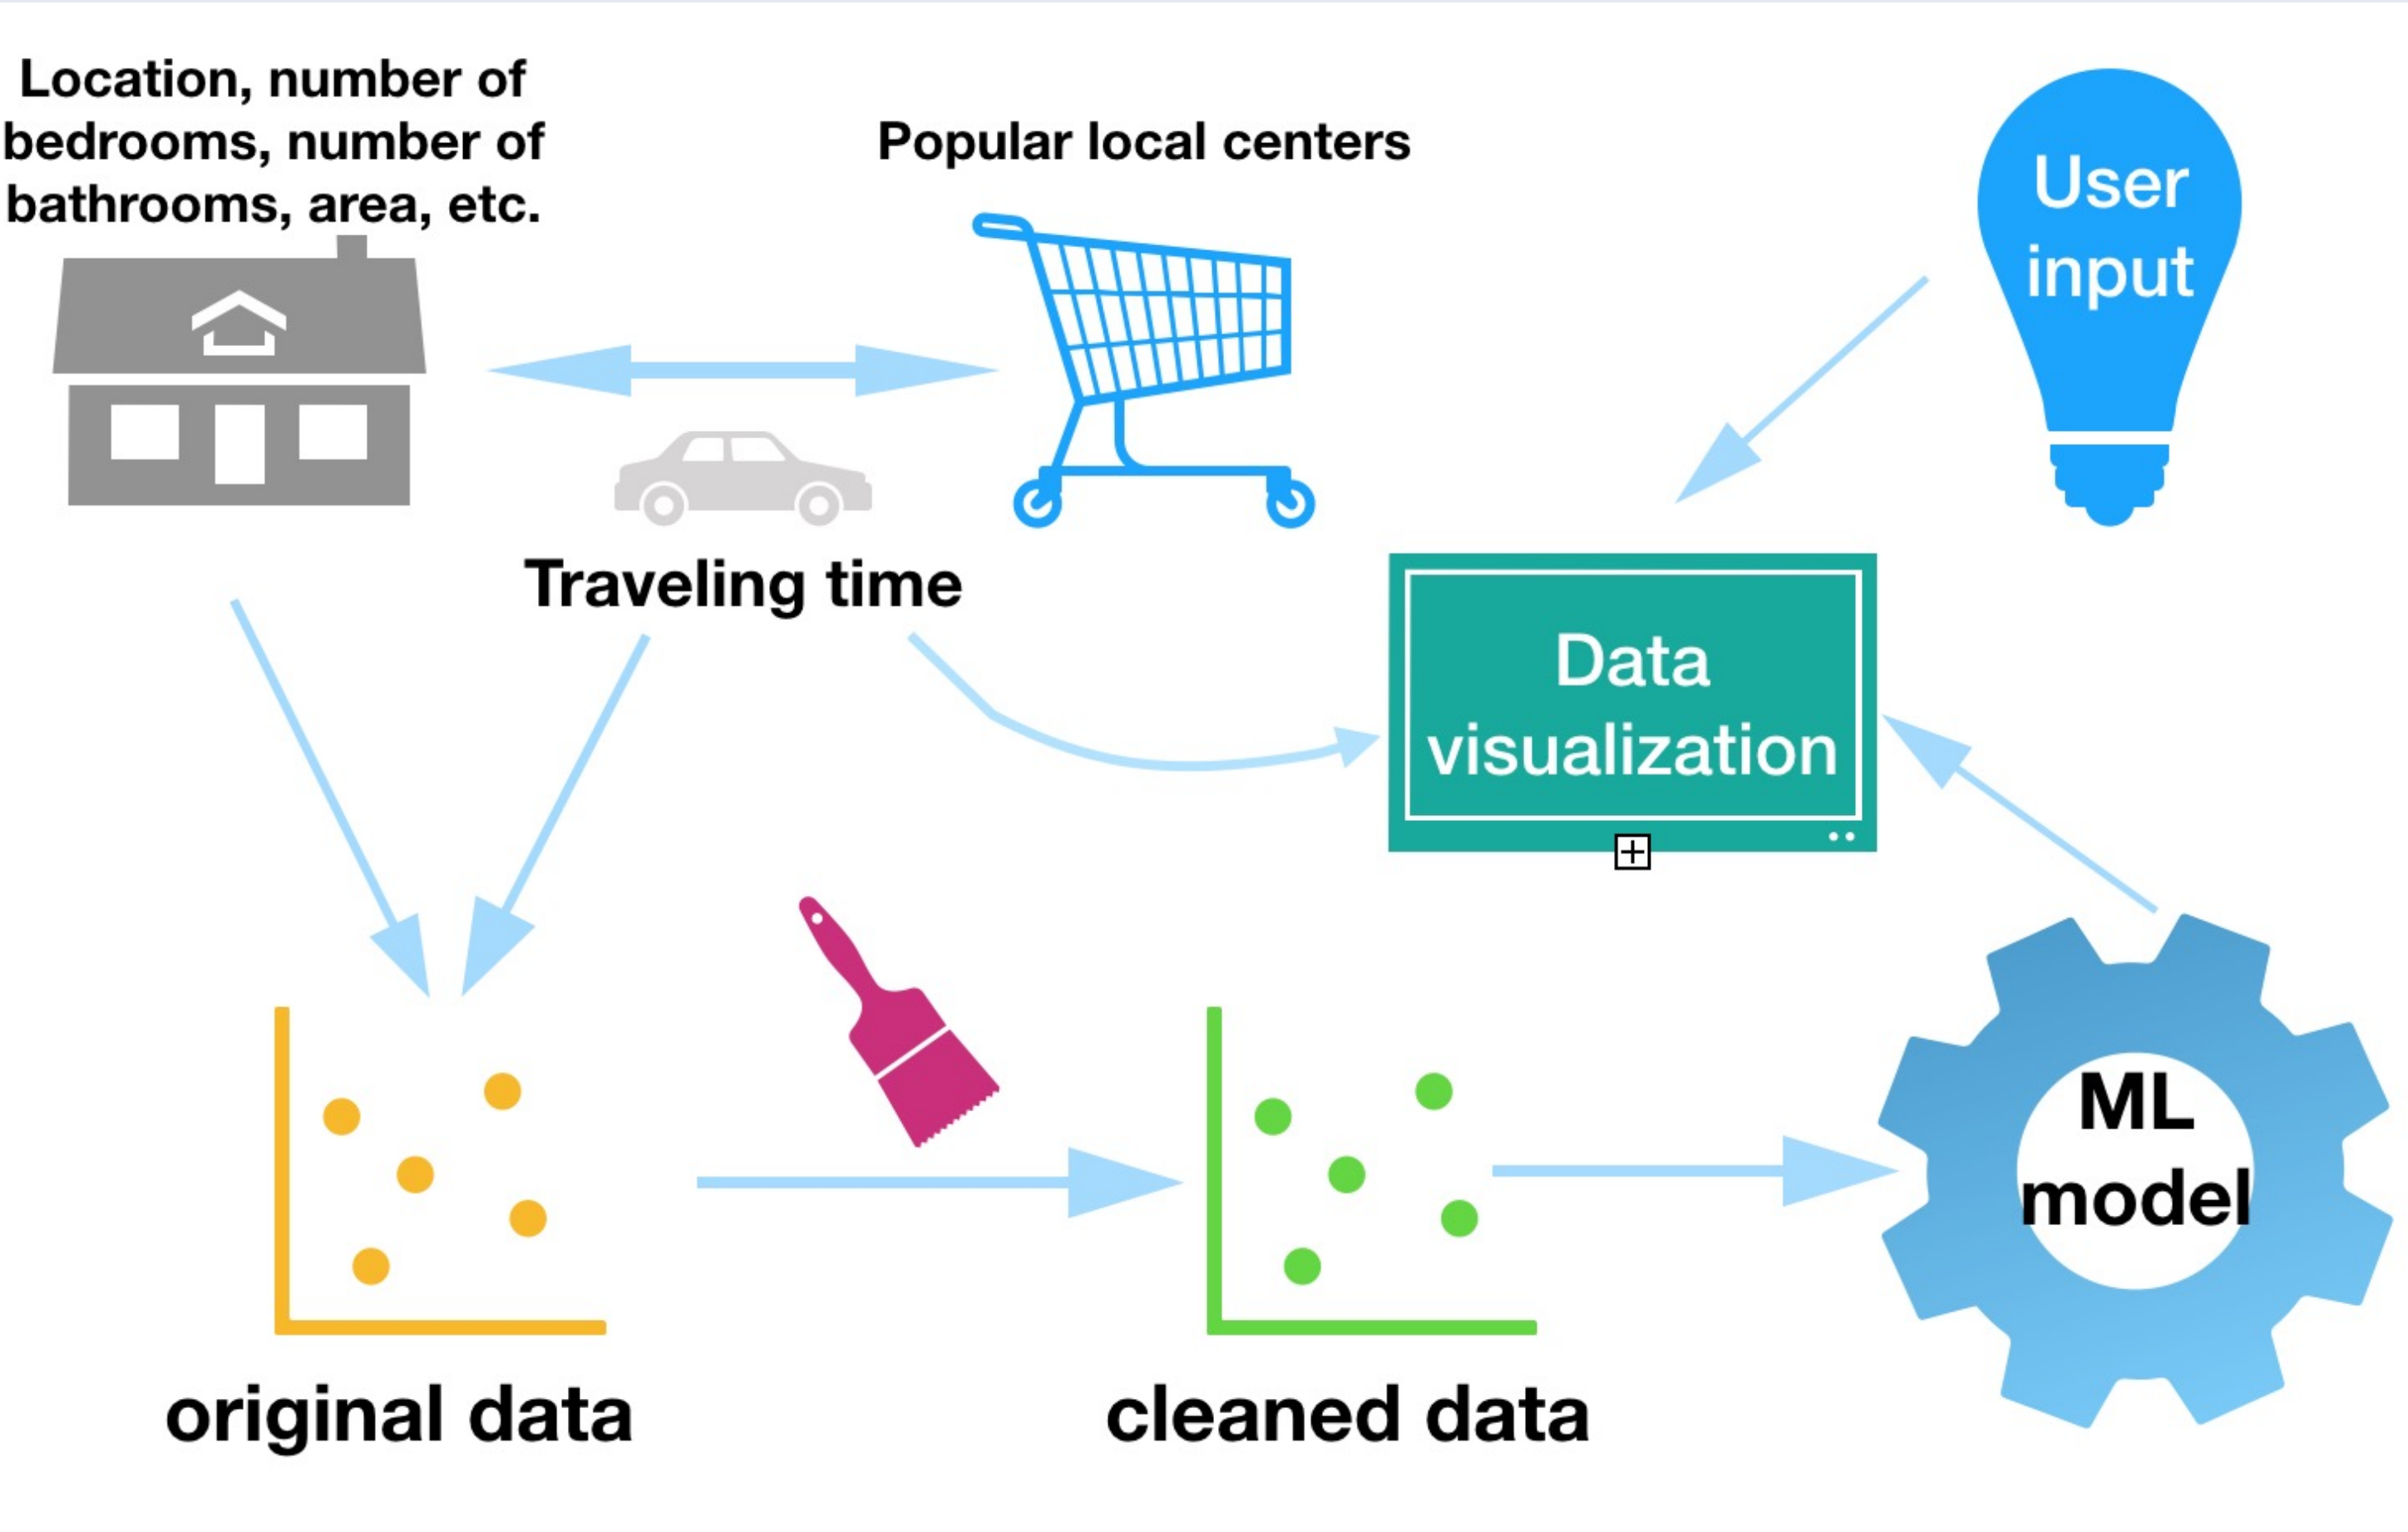 Location, number of
bedrooms, number of
bathrooms, area, etc.
Popular local centers
User
input
Traveling time
Data
visualization
ML
model
original data
cleaned data